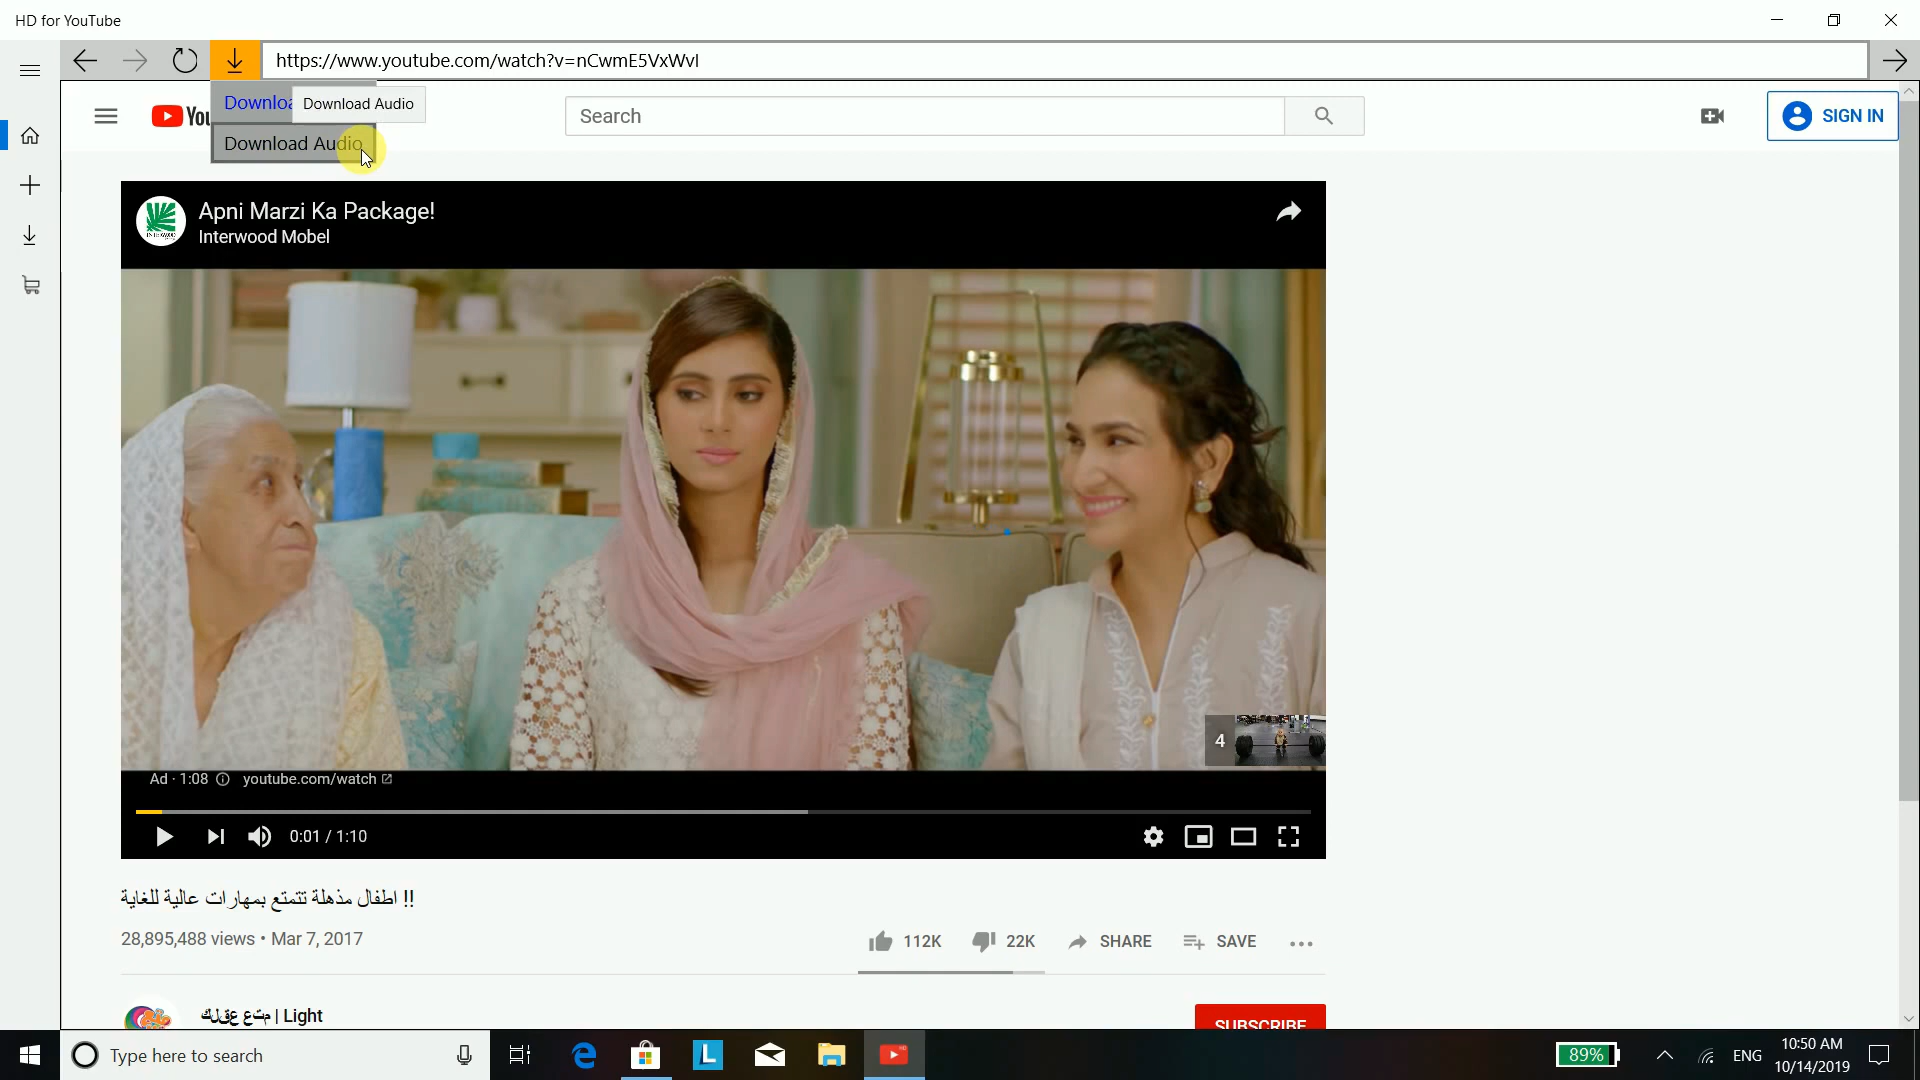 HD for YouTube
https://www.youtube.com/watch?v=nCwmE5VxWvI
Download Audio
Search
SIGN IN
Download Audio
Apni Marzi Ka Package!
Interwood Mobel
INTERWOOD
4
Ad · 1:08 youtube.com/watch
0:01 / 1:10
اطفال مذهلة تتمتع بمهارات عالية للغاية !!
28,895,488 views • Mar 7, 2017
112K 22K SHARE SAVE
متع عقلك | Light
SUBSCRIBE
Type here to search
89% ENG 10:50 AM
10/14/2019